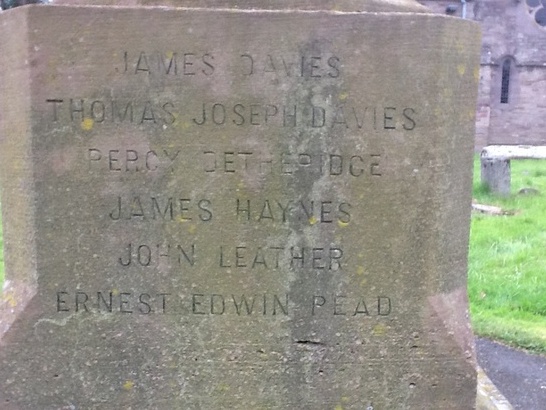 JAMES DAVIES
THOMAS JOSEPH DAVIES
PERCY DETHERIDGE
JAMES HAYNES
JOHN LEATHER
ERNEST EDWIN PEAD